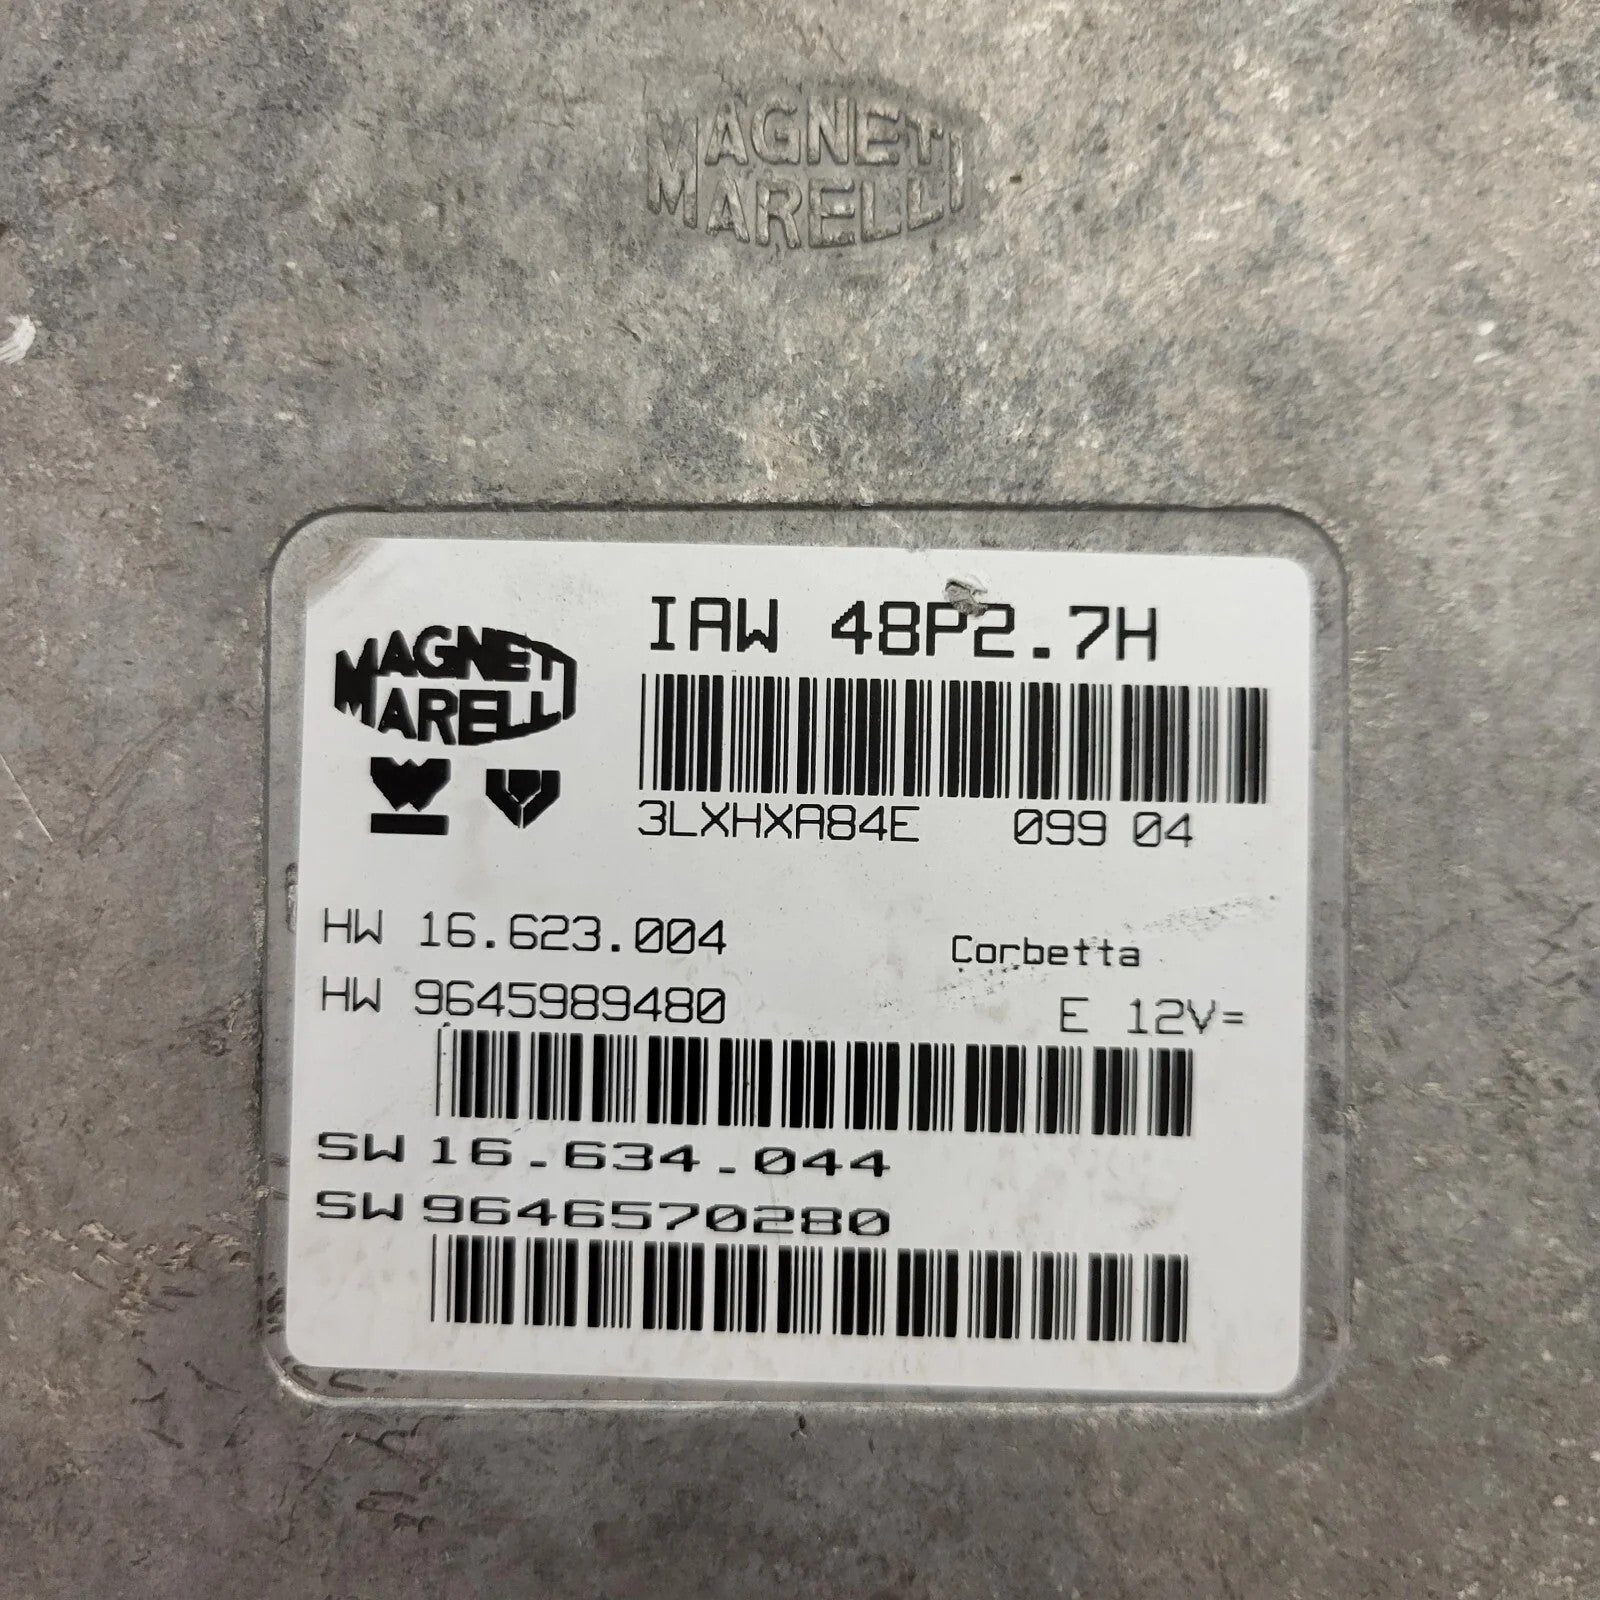 MAGNETI
MARELLI
MAGNETI
MARELLI
IAW 48P2.7H
3LXHXA84E 099 04
HW 16.623.004
Corbetta
HW 9645989480
E 12V=
SW 16.634.044
SW 9646570280